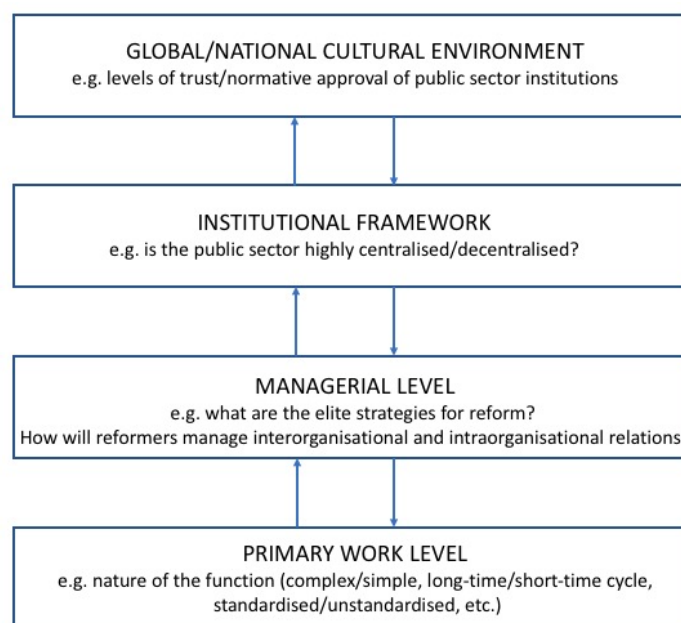 GLOBAL/NATIONAL CULTURAL ENVIRONMENT
e.g. levels of trust/normative approval of public sector institutions
INSTITUTIONAL FRAMEWORK
e.g. is the public sector highly centralised/decentralised?
MANAGERIAL LEVEL
e.g. what are the elite strategies for reform?
How will reformers manage interorganisational and intraorganisational relations
PRIMARY WORK LEVEL
e.g. nature of the function (complex/simple, long-time/short-time cycle,
standardised/unstandardised, etc.)